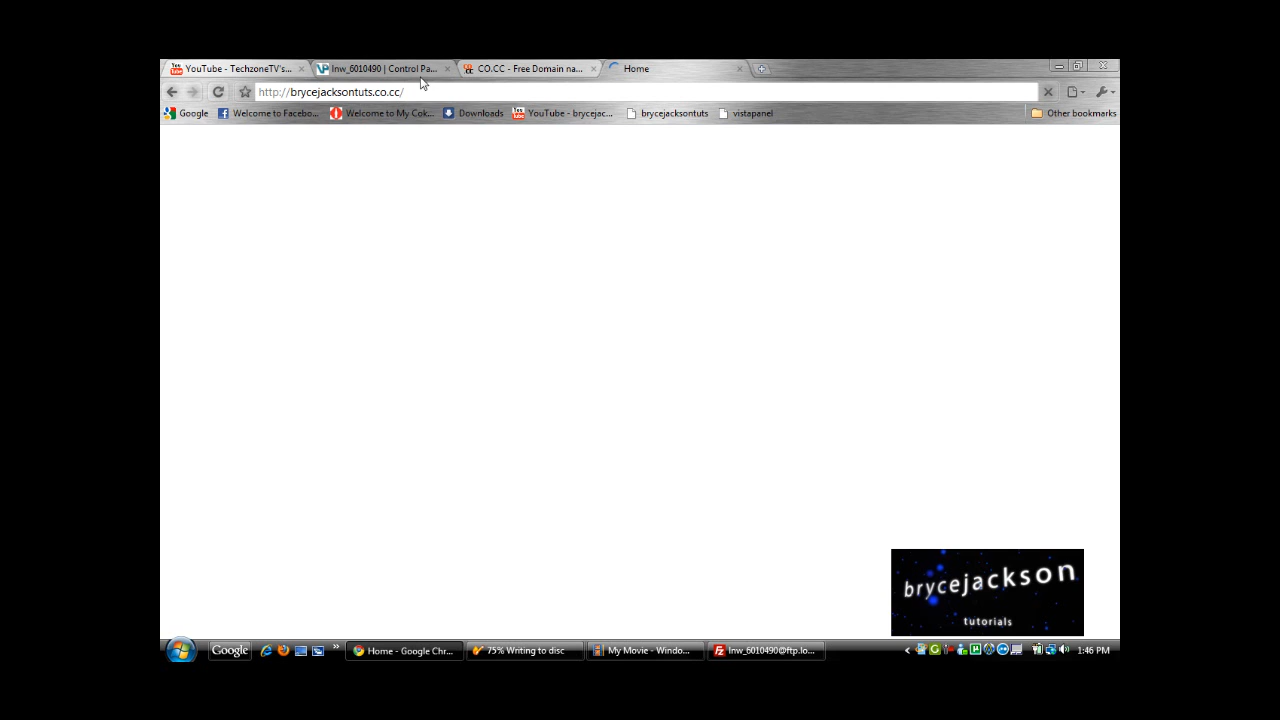 YouTube - TechzoneTV's...
lnw_6010490 | Control Pa...
CO.CC - Free Domain na...
Home
http://brycejacksontuts.co.cc/
Google
Welcome to Facebo...
Welcome to My Cok...
Downloads
YouTube - brycejac...
brycejacksontuts
vistapanel
Other bookmarks
brycejackson
tutorials
Google
Home - Google Chr...
75% Writing to disc
My Movie - Windo...
lnw_6010490@ftp.lo...
1:46 PM